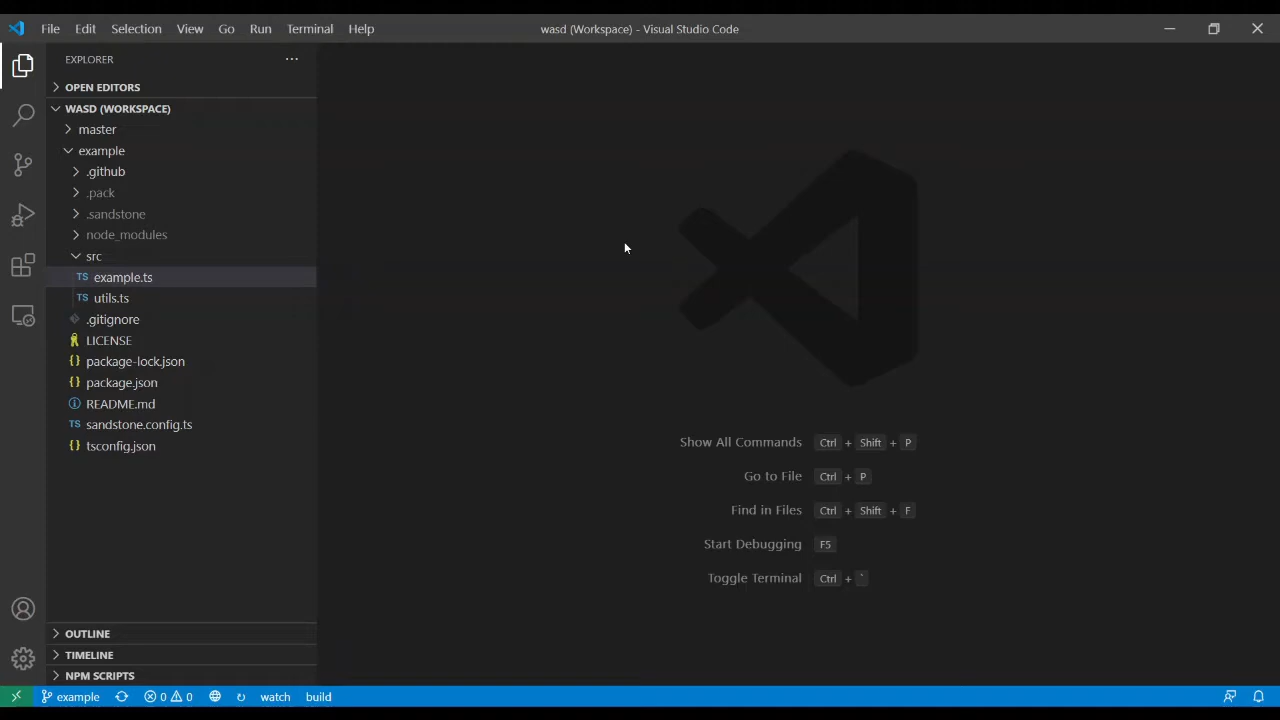 File Edit Selection View Go Run Terminal Help wasd (Workspace) - Visual Studio Code
EXPLORER
OPEN EDITORS
WASD (WORKSPACE)
master
example
.github
.pack
.sandstone
node_modules
src
TS example.ts
TS utils.ts
.gitignore
LICENSE
{} package-lock.json
{} package.json
README.md
TS sandstone.config.ts
{} tsconfig.json
Show All Commands Ctrl + Shift + P
Go to File Ctrl + P
Find in Files Ctrl + Shift + F
Start Debugging F5
Toggle Terminal Ctrl + `
OUTLINE
TIMELINE
NPM SCRIPTS
example 0 0 watch build